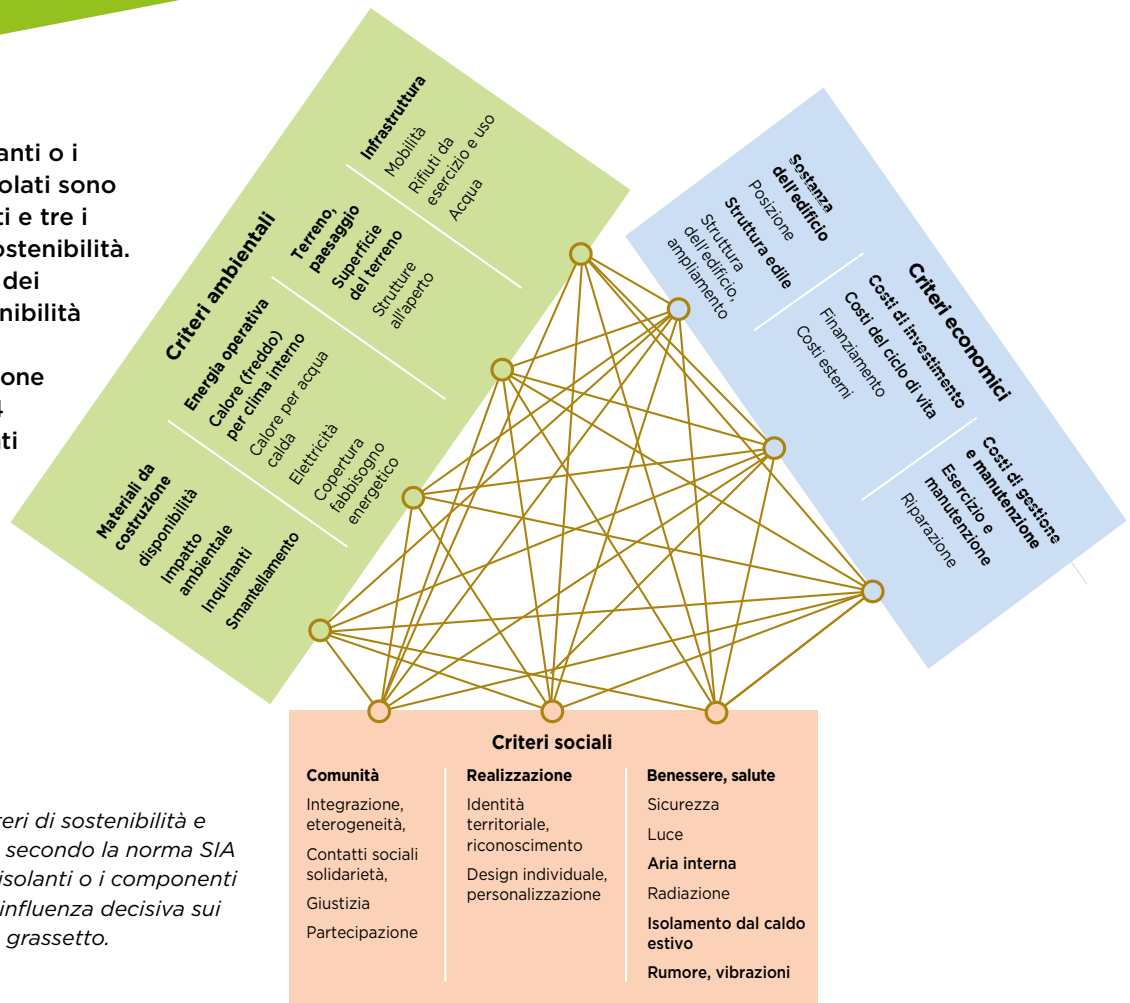 anti o i
olati sono
ti e tre i
ostenibilità.
dei
nibilità
one
4
ti
Criteri ambientali
Infrastruttura
Mobilità
Rifiuti da
esercizio e uso
Acqua
Terreno,
paesaggio
Superficie
del terreno
Strutture
all'aperto
Energia operativa
Calore (freddo)
per clima interno
Calore per acqua
calda
Elettricità
Copertura
fabbisogno
energetico
Materiali da
costruzione
disponibilità
Impatto
ambientale
Inquinanti
Smantellamento
Criteri economici
Sostanza
dell'edificio
Posizione
Struttura edile
Struttura
dell'edificio,
ampliamento
Costi di investimento
Costi del ciclo di vita
Finanziamento
Costi esterni
Costi di gestione
e manutenzione
Esercizio e
manutenzione
Riparazione
Criteri sociali
Comunità
Integrazione,
eterogeneità,
Contatti sociali
solidarietà,
Giustizia
Partecipazione
Realizzazione
Identità
territoriale,
riconoscimento
Design individuale,
personalizzazione
Benessere, salute
Sicurezza
Luce
Aria interna
Radiazione
Isolamento dal caldo
estivo
Rumore, vibrazioni
teri di sostenibilità e
secondo la norma SIA
isolanti o i componenti
influenza decisiva sui
grassetto.